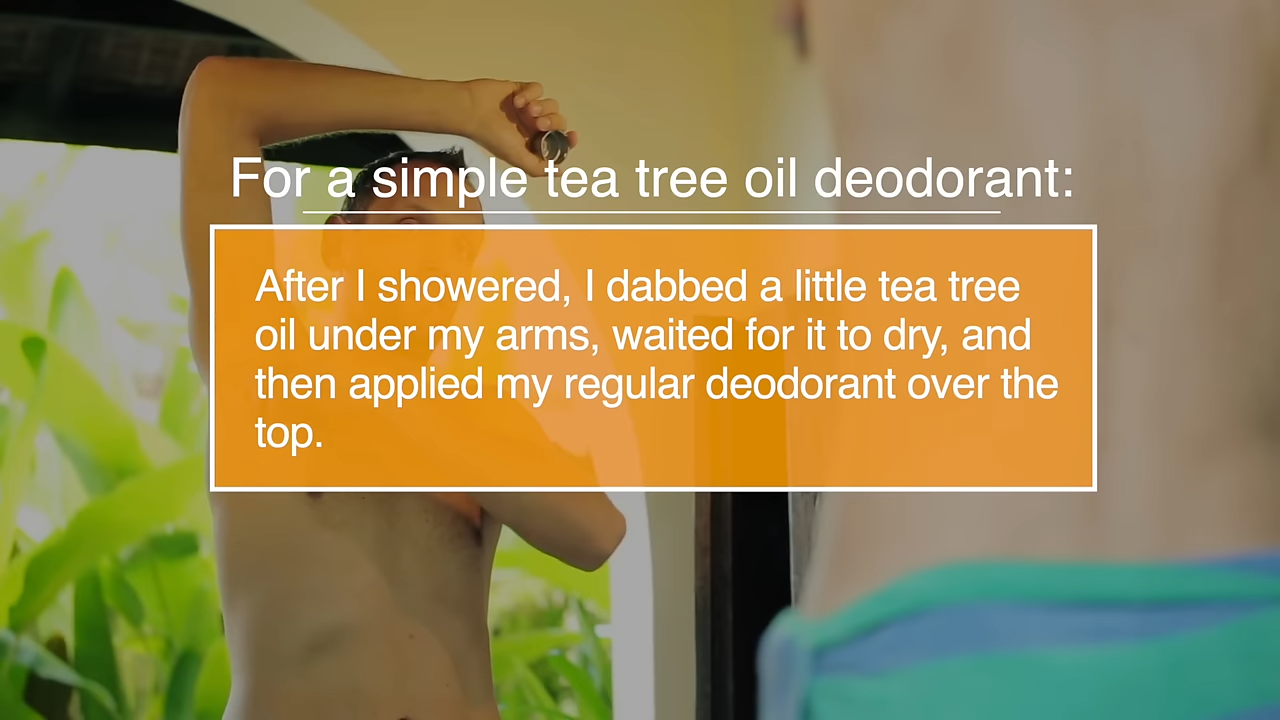 For a simple tea tree oil deodorant:
After I showered, I dabbed a little tea tree
oil under my arms, waited for it to dry, and
then applied my regular deodorant over the
top.